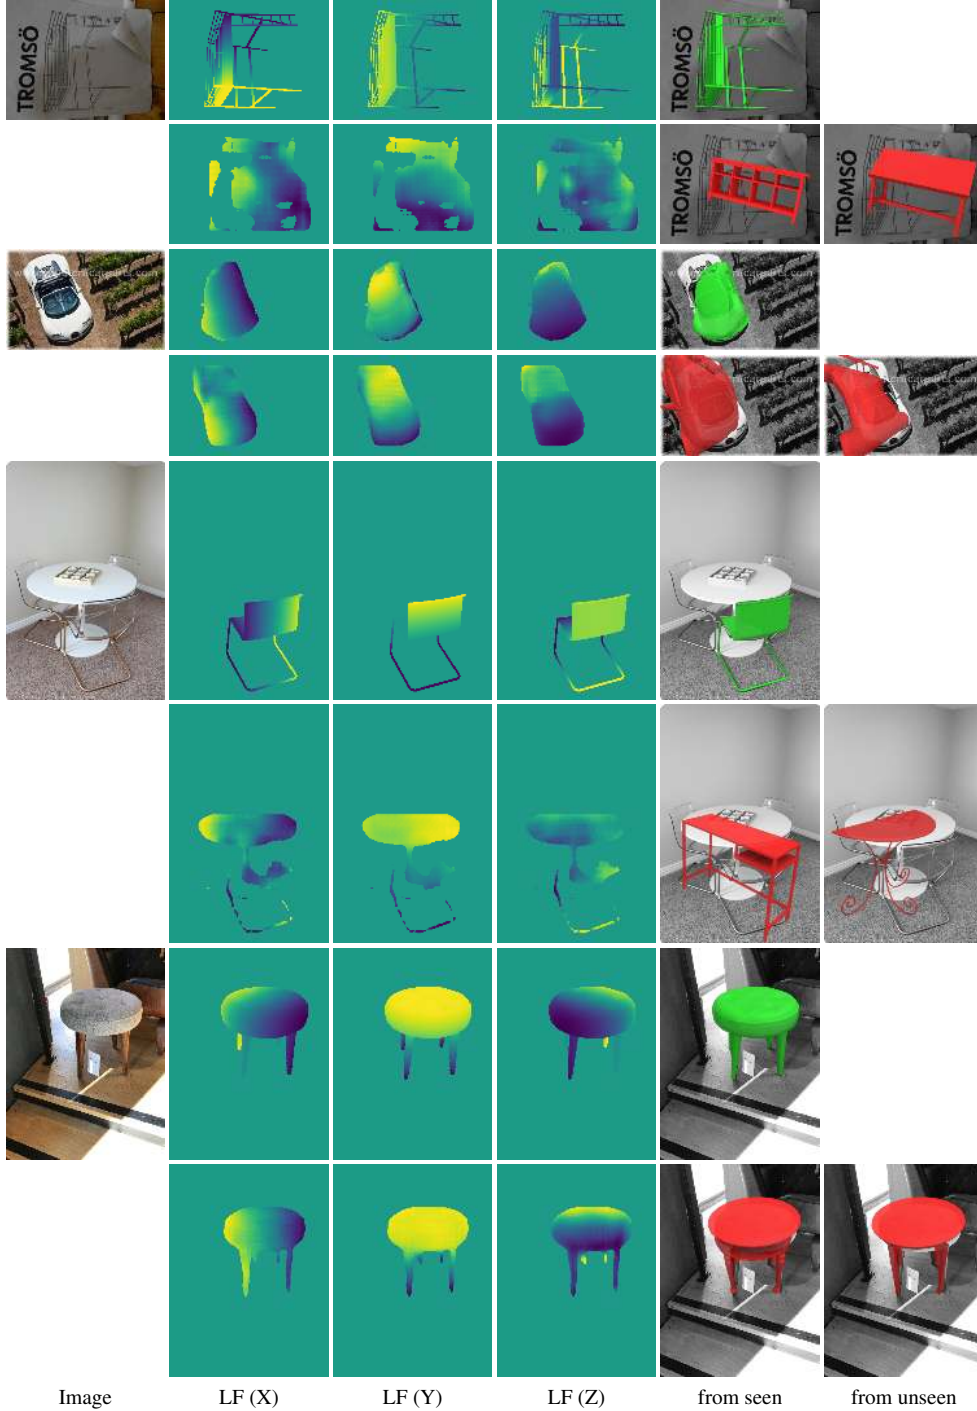 TROMSÖ
TROMSÖ
TROMSÖ
TROMSÖ
Image
LF (X)
LF (Y)
LF (Z)
from seen
from unseen